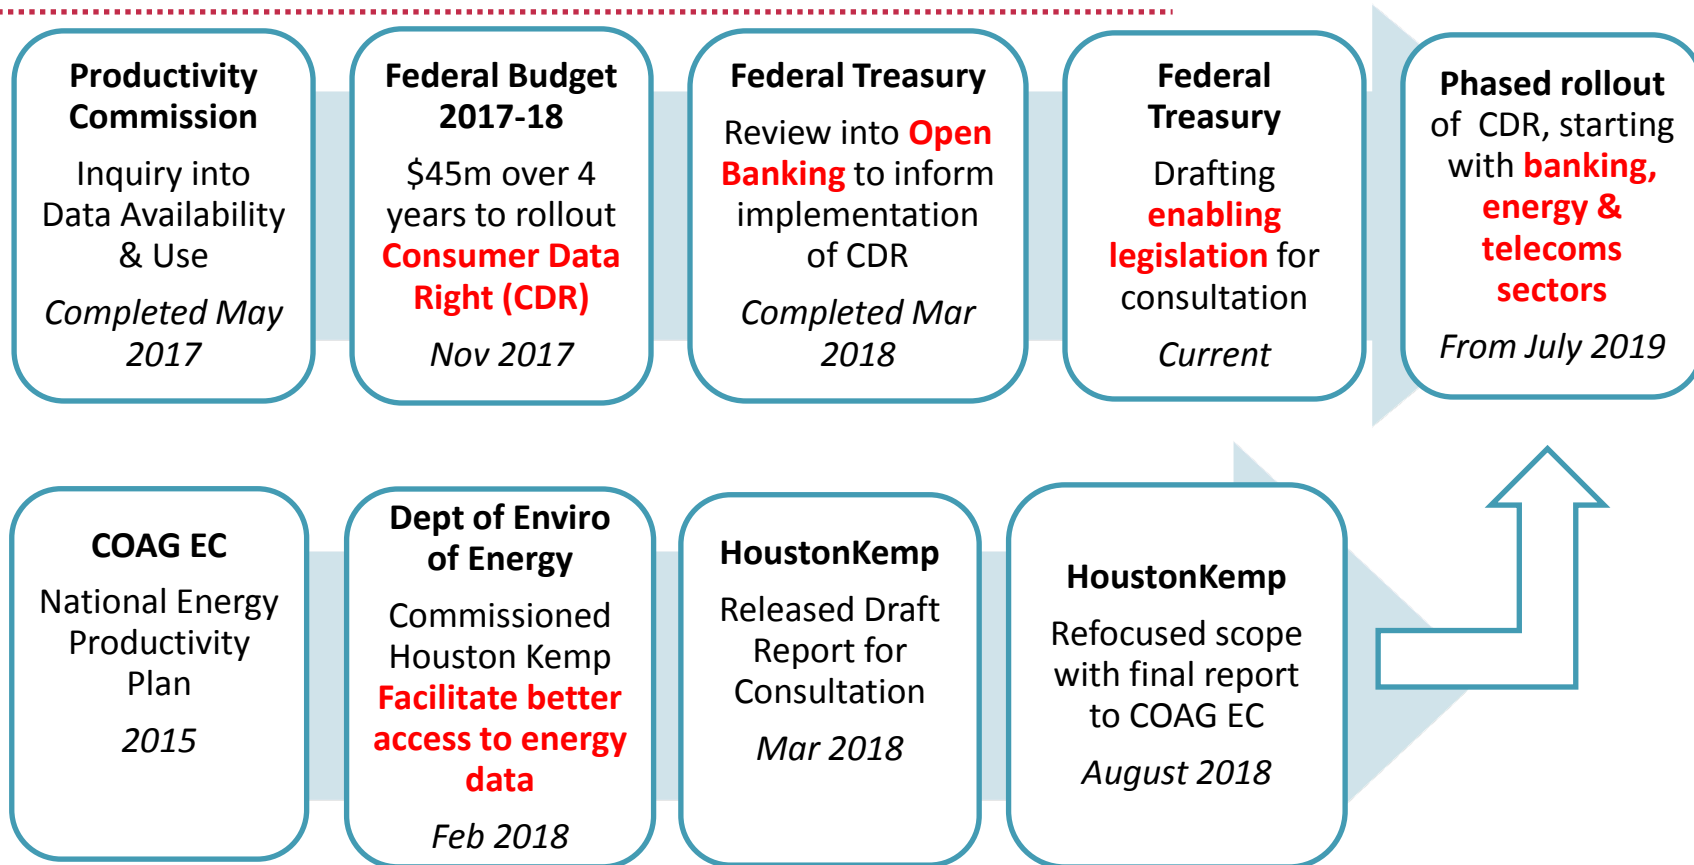 Productivity
Commission
Inquiry into
Data Availability
& Use
Completed May
2017
Federal Budget
2017-18
$45m over 4
years to rollout
Consumer Data
Right (CDR)
Nov 2017
Federal Treasury
Review into Open
Banking to inform
implementation
of CDR
Completed Mar
2018
Federal
Treasury
Drafting
enabling
legislation for
consultation
Current
Phased rollout
of CDR, starting
with banking,
energy &
telecoms
sectors
From July 2019
COAG EC
National Energy
Productivity
Plan
2015
Dept of Enviro
of Energy
Commissioned
Houston Kemp
Facilitate better
access to energy
data
Feb 2018
HoustonKemp
Released Draft
Report for
Consultation
Mar 2018
HoustonKemp
Refocused scope
with final report
to COAG EC
August 2018